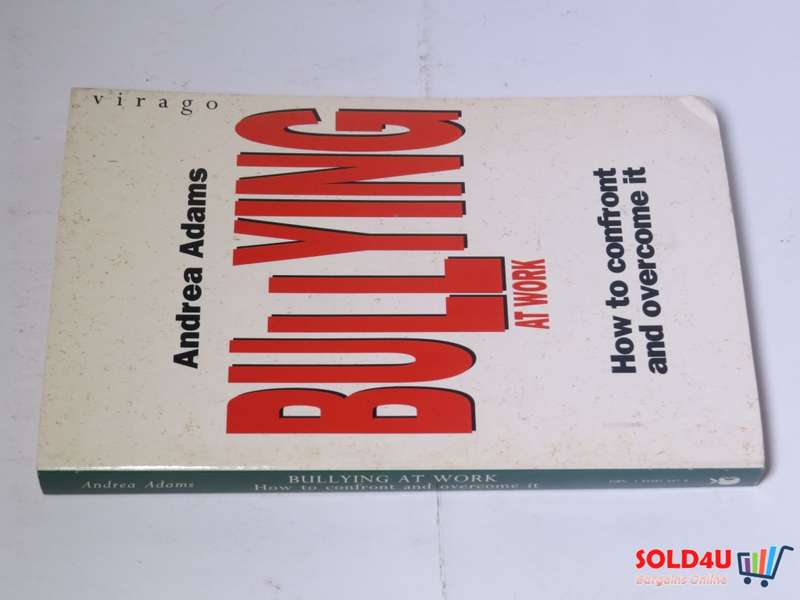 virago
Andrea Adams
BULLYING
AT WORK
How to confront
and overcome it
Andrea Adams
BULLYING AT WORK
How to confront and overcome it
ISBN
SOLD4U
Bargains Online